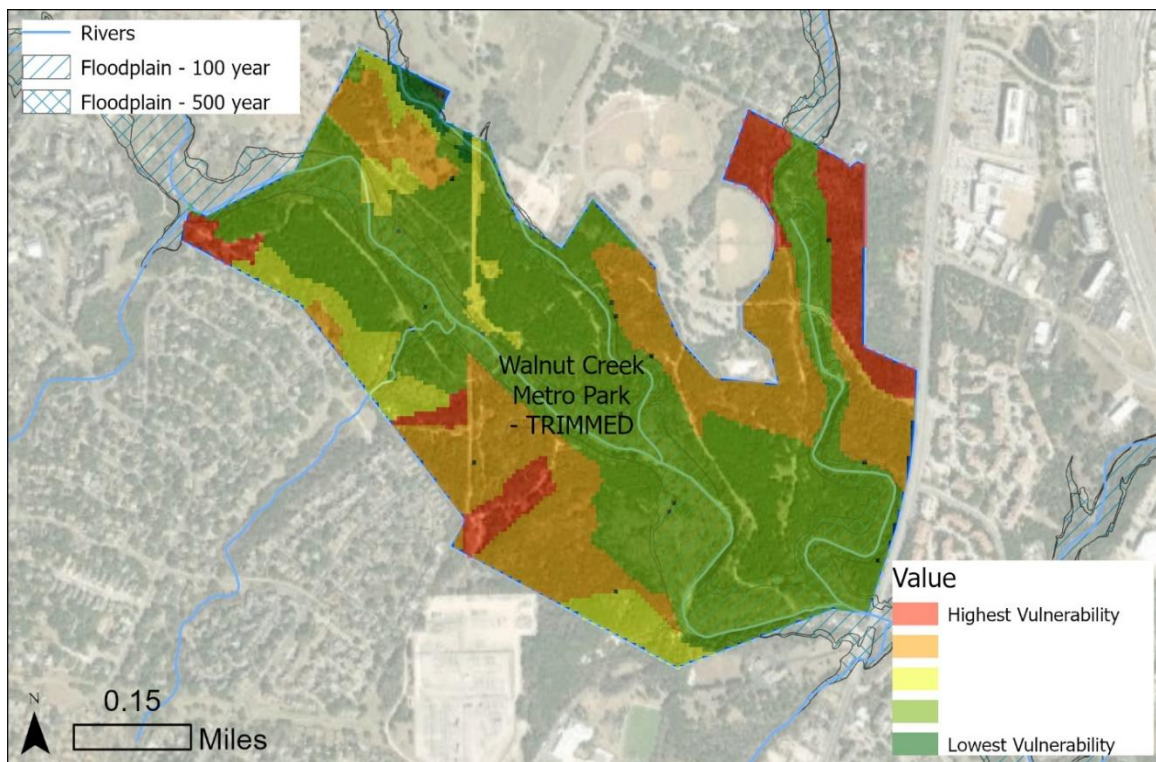 Rivers
Floodplain - 100 year
Floodplain - 500 year
Walnut Creek
Metro Park
- TRIMMED
Value
Highest Vulnerability
Lowest Vulnerability
N
0.15
Miles